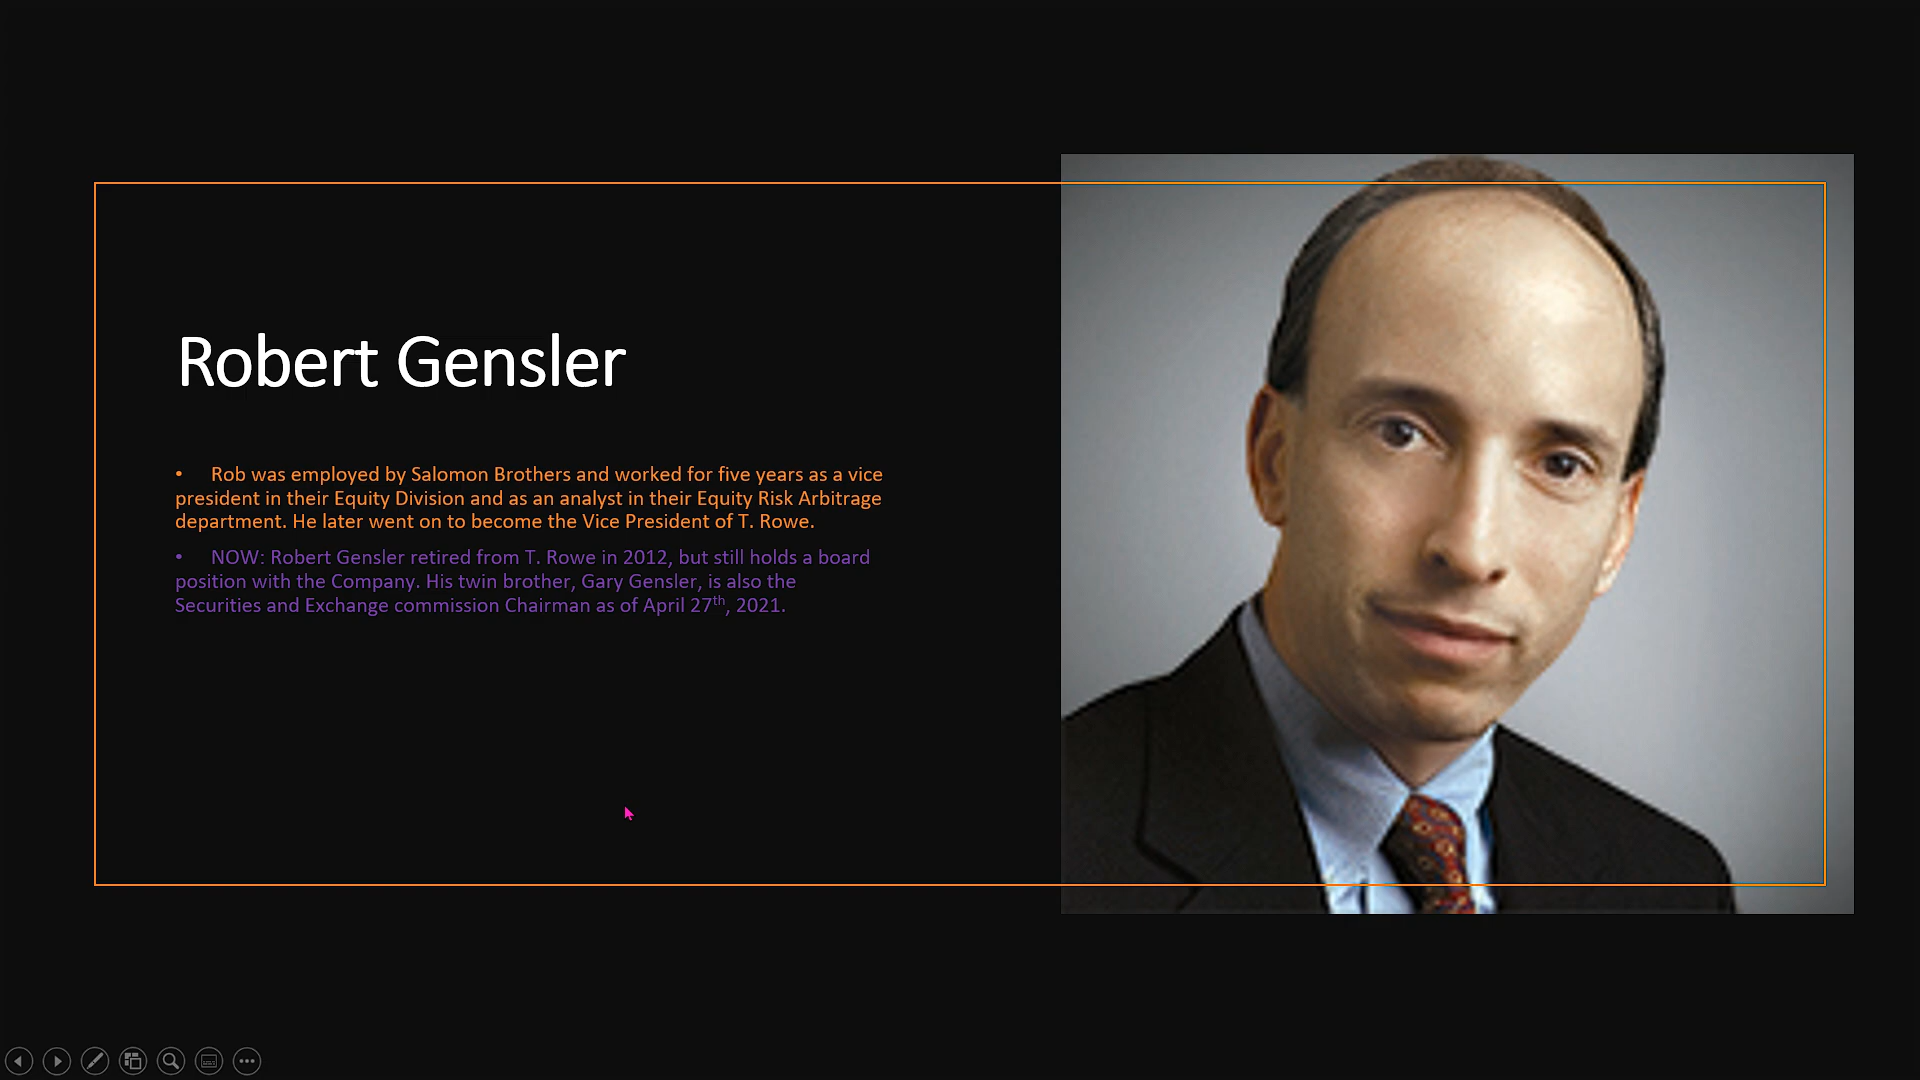 Robert Gensler
• Rob was employed by Salomon Brothers and worked for five years as a vice
president in their Equity Division and as an analyst in their Equity Risk Arbitrage
department. He later went on to become the Vice President of T. Rowe.
• NOW: Robert Gensler retired from T. Rowe in 2012, but still holds a board
position with the Company. His twin brother, Gary Gensler, is also the
Securities and Exchange commission Chairman as of April 27th, 2021.